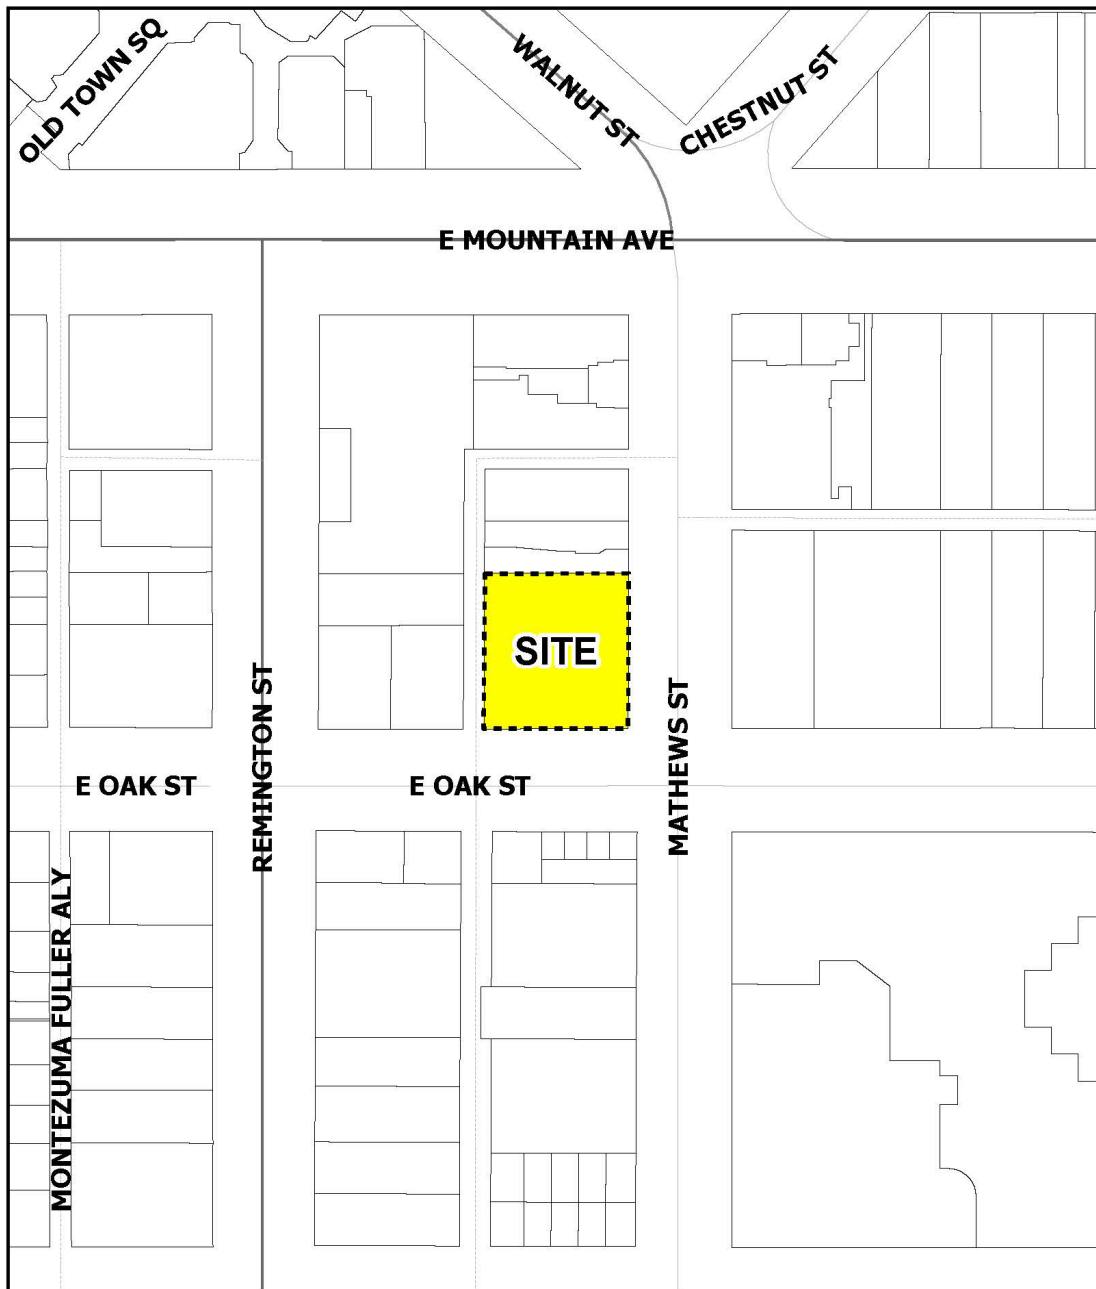 OLD TOWN SQ
WALNUT ST
CHESTNUT ST
E MOUNTAIN AVE
SITE
REMINGTON ST
MATHEWS ST
E OAK ST
E OAK ST
MONTEZUMA FULLER ALY